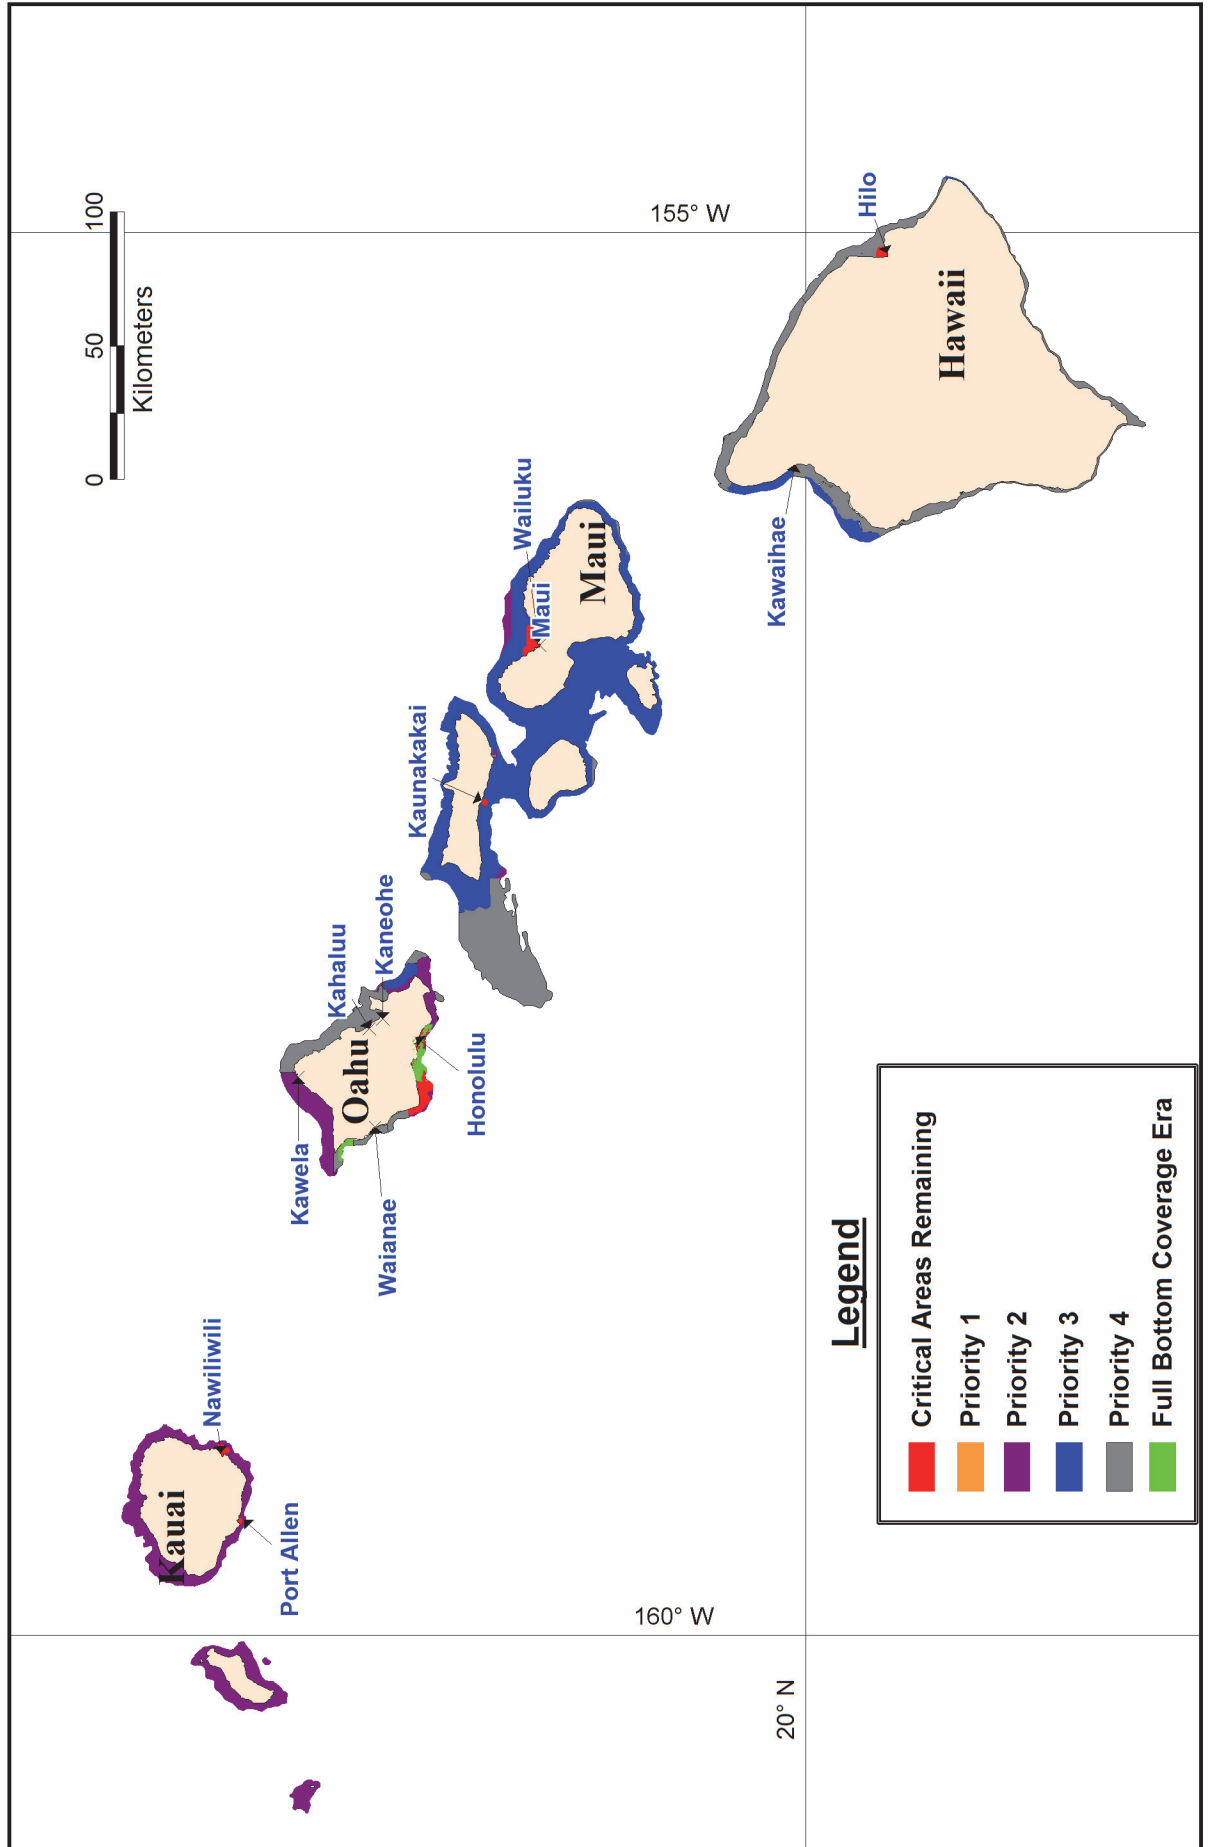 Kauai
Nawiliwili
Port Allen
Kawela
Waianae
Oahu
Kahaluu
Kaneohe
Honolulu
Kaunakakai
Wailuku
Maui
Maui
Kawaihae
Hilo
Hawaii
0 50 100
Kilometers
155° W
160° W
20° N
Legend
Critical Areas Remaining
Priority 1
Priority 2
Priority 3
Priority 4
Full Bottom Coverage Era